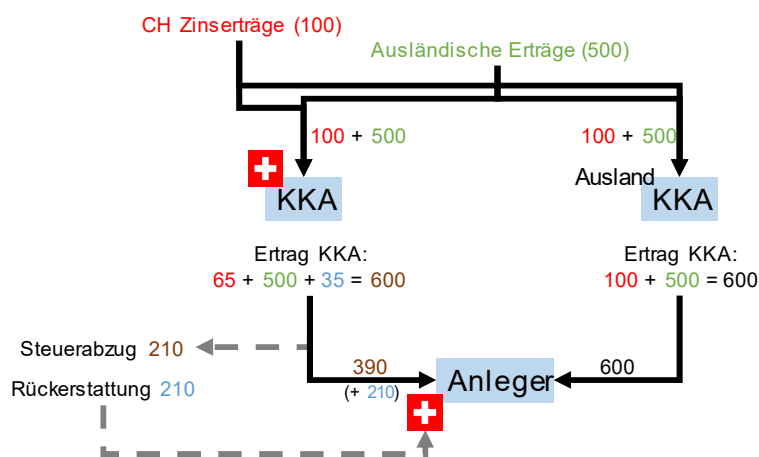 CH Zinserträge (100)
Ausländische Erträge (500)
100 + 500
100 + 500
Ausland
KKA
KKA
Ertrag KKA:
65 + 500 + 35 = 600
Ertrag KKA:
100 + 500 = 600
Steuerabzug 210
390
(+ 210)
Anleger
600
Rückerstattung 210